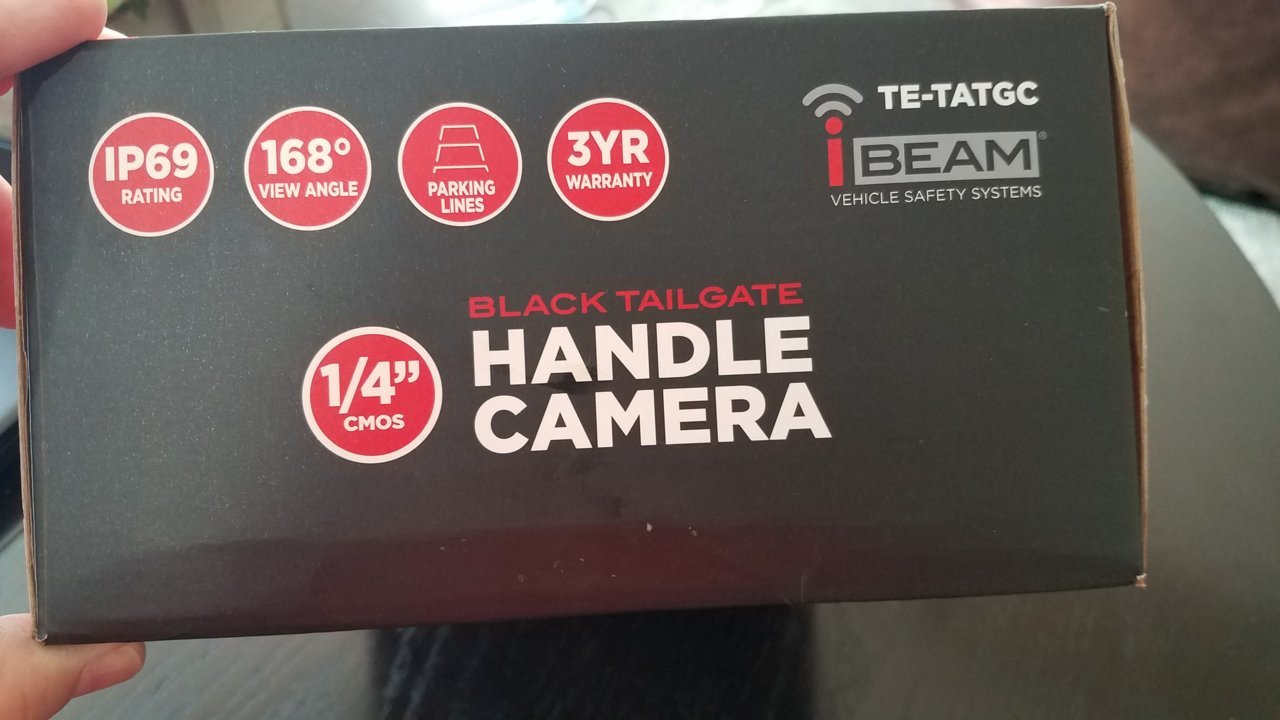 IP69
RATING
168°
VIEW ANGLE
PARKING
LINES
3YR
WARRANTY
TE-TATGC
iBEAM®
VEHICLE SAFETY SYSTEMS
1/4”
CMOS
BLACK TAILGATE
HANDLE
CAMERA